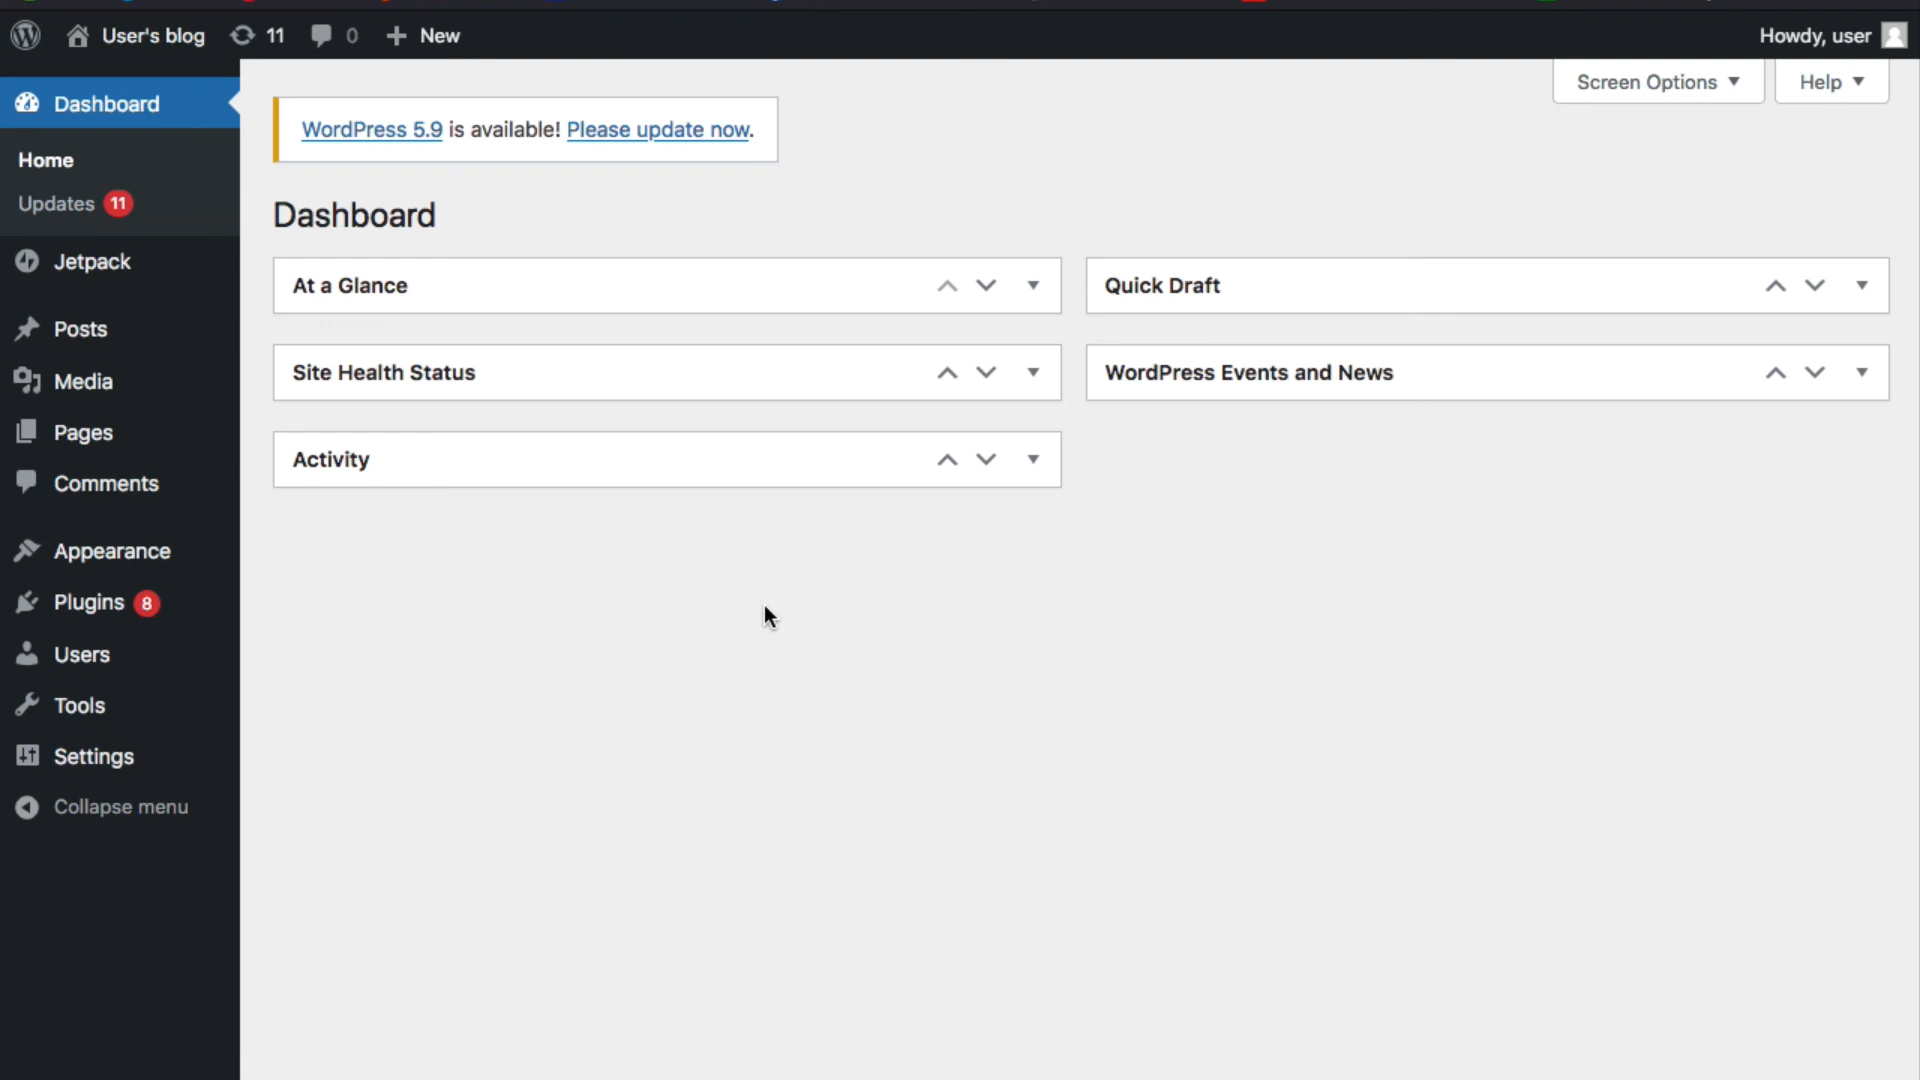 User's blog 11 0 New Howdy, user
Screen Options Help
Dashboard
Home
Updates 11
Jetpack
Posts
Media
Pages
Comments
Appearance
Plugins 8
Users
Tools
Settings
Collapse menu
WordPress 5.9 is available! Please update now.
Dashboard
At a Glance
Site Health Status
Activity
Quick Draft
WordPress Events and News